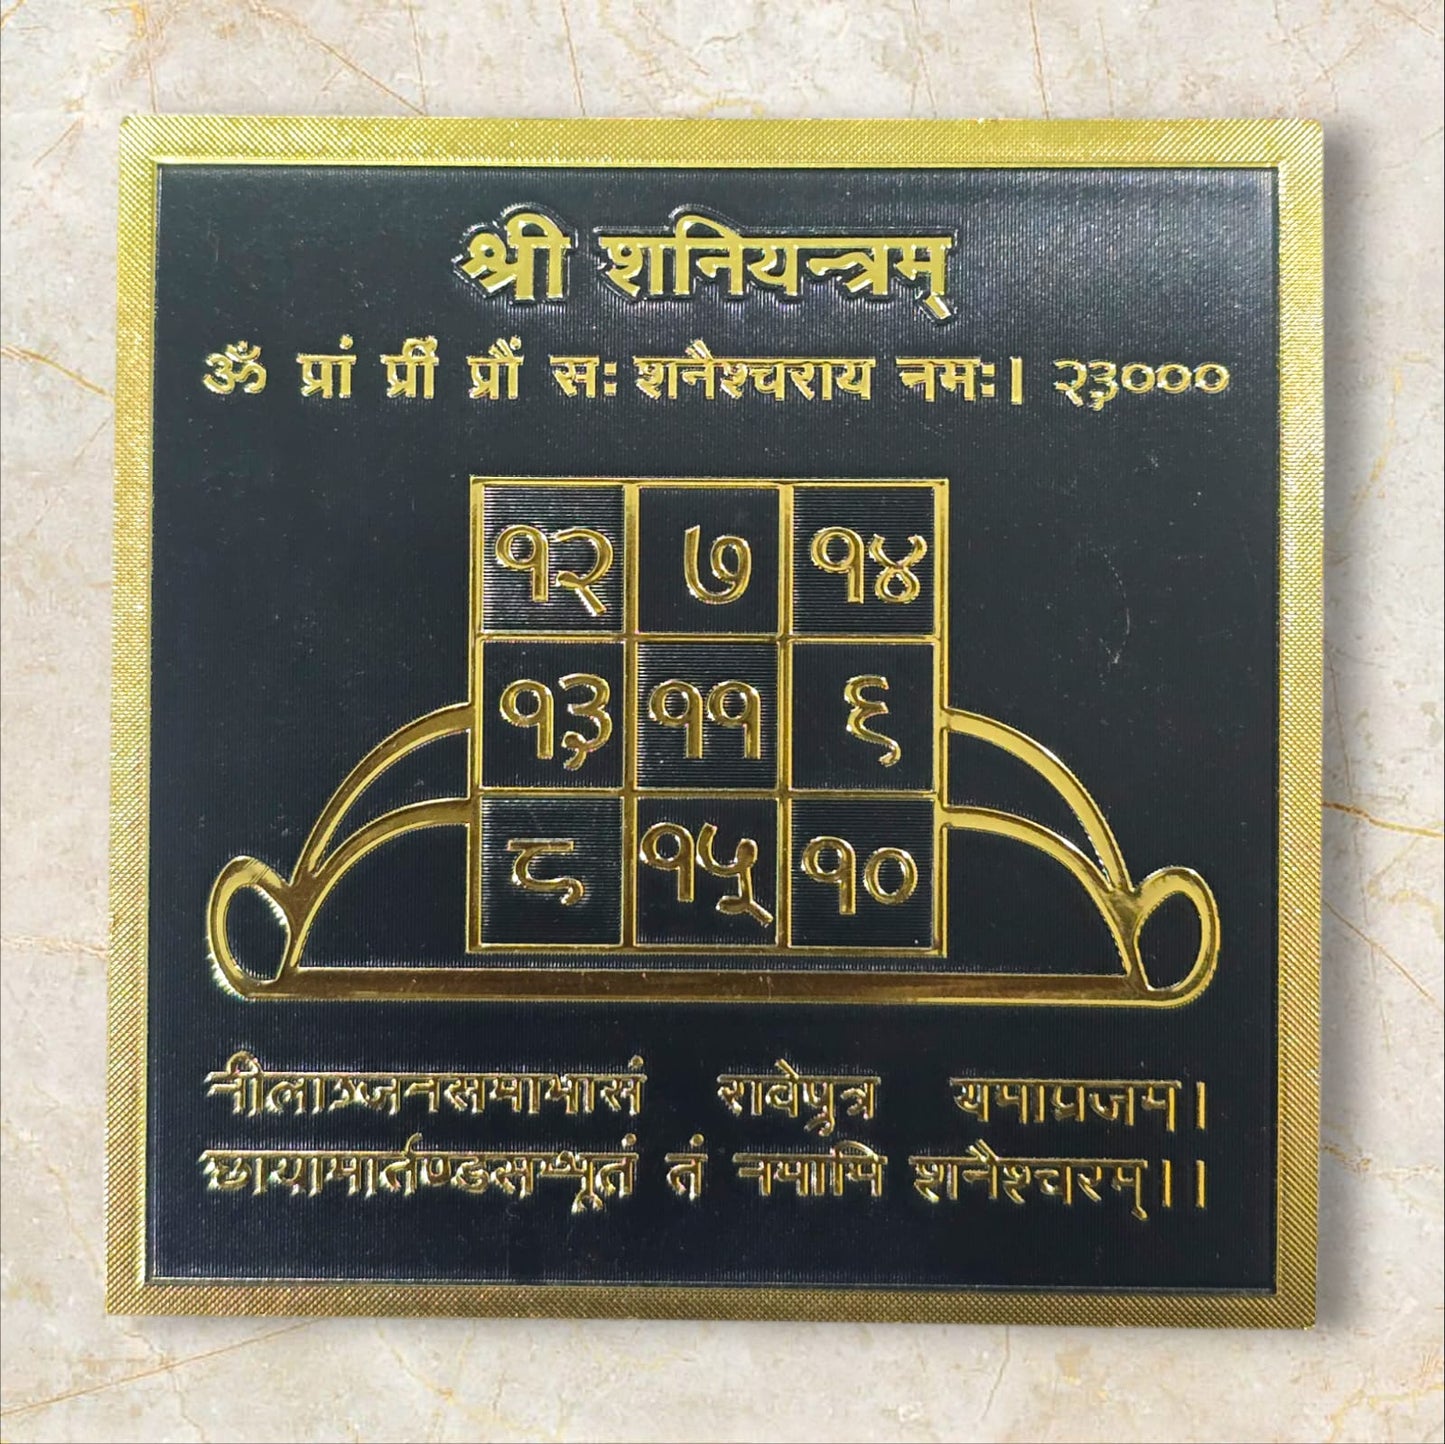 श्री शनियन्त्रम्
ॐ प्रां प्रीं प्रौं सः शनैश्चराय नमः। २३०००
१२ ७ १४
१३ ११ ६
८ १५ १०
नीलाञ्जनसमाभासं रावेपुत्र यमाप्रजम।
छायामार्तण्डसम्भूतं तं नमामि शनैश्चरम्।।